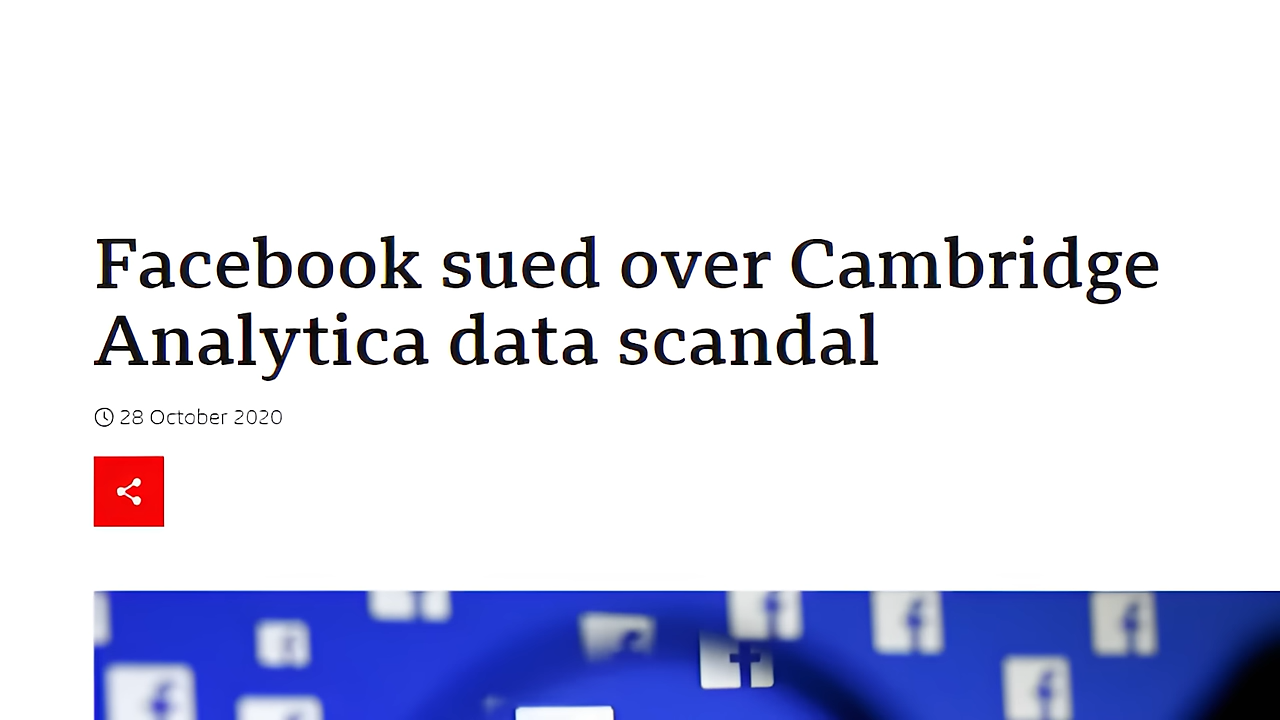 Facebook sued over Cambridge
Analytica data scandal
28 October 2020